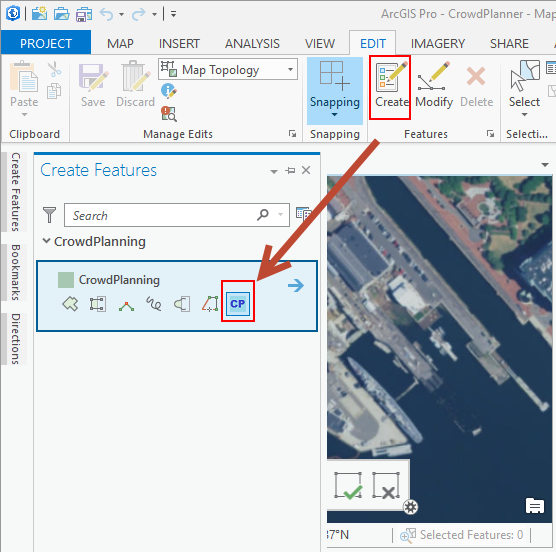 ArcGIS Pro - CrowdPlanner - Map
PROJECT MAP INSERT ANALYSIS VIEW EDIT IMAGERY SHARE
Paste Save Discard Map Topology Snapping Create Modify Delete Select
Clipboard Manage Edits Snapping Features Selecti...
Create Features
Bookmarks
Directions
Create Features
Search
CrowdPlanning
CrowdPlanning
CP
37°N Selected Features: 0